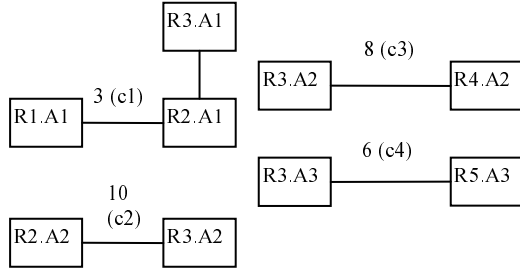 R3.A1
8 (c3)
R3.A2
R4.A2
3 (c1)
R1.A1
R2.A1
6 (c4)
R3.A3
R5.A3
10
(c2)
R2.A2
R3.A2